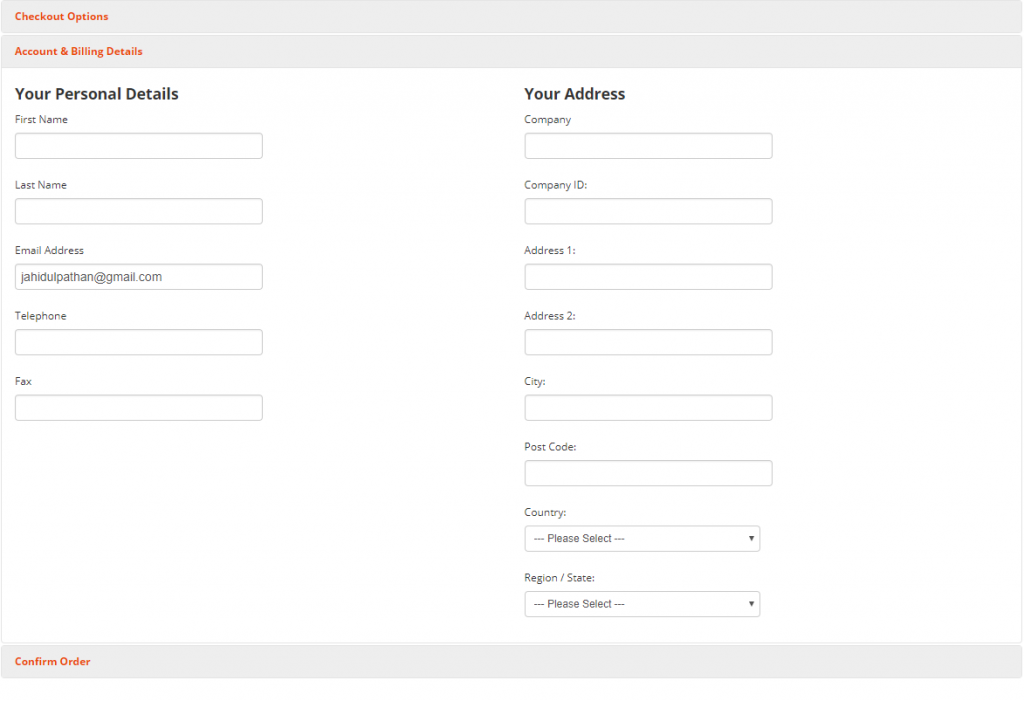 Checkout Options
Account & Billing Details
Your Personal Details
First Name
Last Name
Email Address
jahidulpathan@gmail.com
Telephone
Fax
Your Address
Company
Company ID:
Address 1:
Address 2:
City:
Post Code:
Country:
--- Please Select ---
Region / State:
--- Please Select ---
Confirm Order